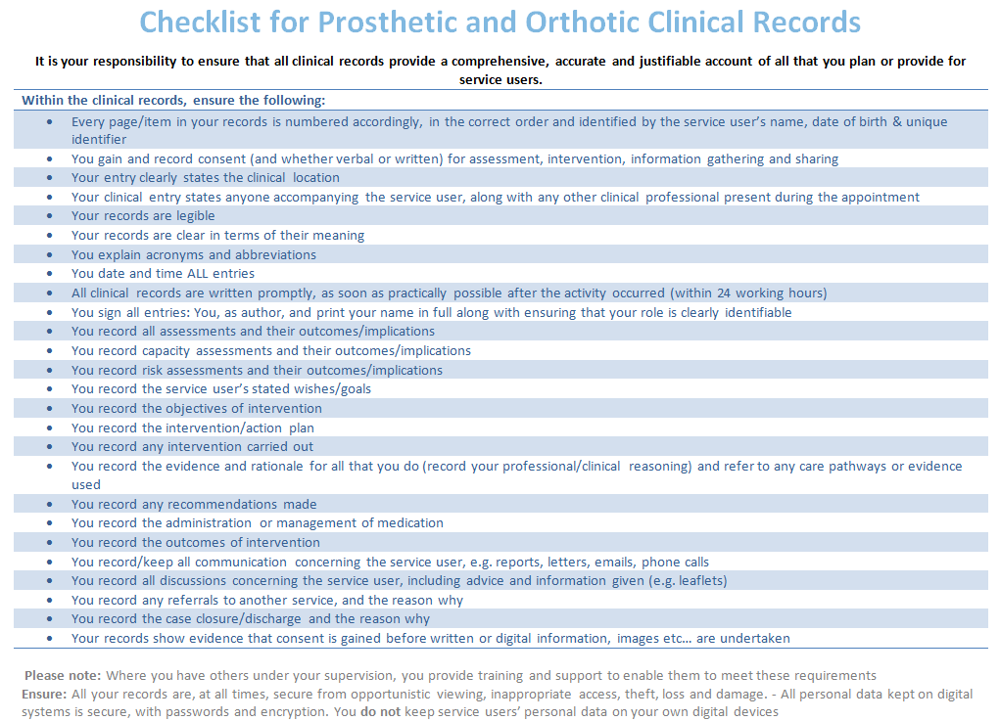 Checklist for Prosthetic and Orthotic Clinical Records
It is your responsibility to ensure that all clinical records provide a comprehensive, accurate and justifiable account of all that you plan or provide for
service users.
Within the clinical records, ensure the following:
• Every page/item in your records is numbered accordingly, in the correct order and identified by the service user's name, date of birth & unique
identifier
• You gain and record consent (and whether verbal or written) for assessment, intervention, information gathering and sharing
• Your entry clearly states the clinical location
• Your clinical entry states anyone accompanying the service user, along with any other clinical professional present during the appointment
• Your records are legible
• Your records are clear in terms of their meaning
• You explain acronyms and abbreviations
• You date and time ALL entries
• All clinical records are written promptly, as soon as practically possible after the activity occurred (within 24 working hours)
• You sign all entries: You, as author, and print your name in full along with ensuring that your role is clearly identifiable
• You record all assessments and their outcomes/implications
• You record capacity assessments and their outcomes/implications
• You record risk assessments and their outcomes/implications
• You record the service user's stated wishes/goals
• You record the objectives of intervention
• You record the intervention/action plan
• You record any intervention carried out
• You record the evidence and rationale for all that you do (record your professional/clinical reasoning) and refer to any care pathways or evidence
used
• You record any recommendations made
• You record the administration or management of medication
• You record the outcomes of intervention
• You record/keep all communication concerning the service user, e.g. reports, letters, emails, phone calls
• You record all discussions concerning the service user, including advice and information given (e.g. leaflets)
• You record any referrals to another service, and the reason why
• You record the case closure/discharge and the reason why
• Your records show evidence that consent is gained before written or digital information, images etc... are undertaken
Please note: Where you have others under your supervision, you provide training and support to enable them to meet these requirements
Ensure: All your records are, at all times, secure from opportunistic viewing, inappropriate access, theft, loss and damage. - All personal data kept on digital
systems is secure, with passwords and encryption. You do not keep service users' personal data on your own digital devices